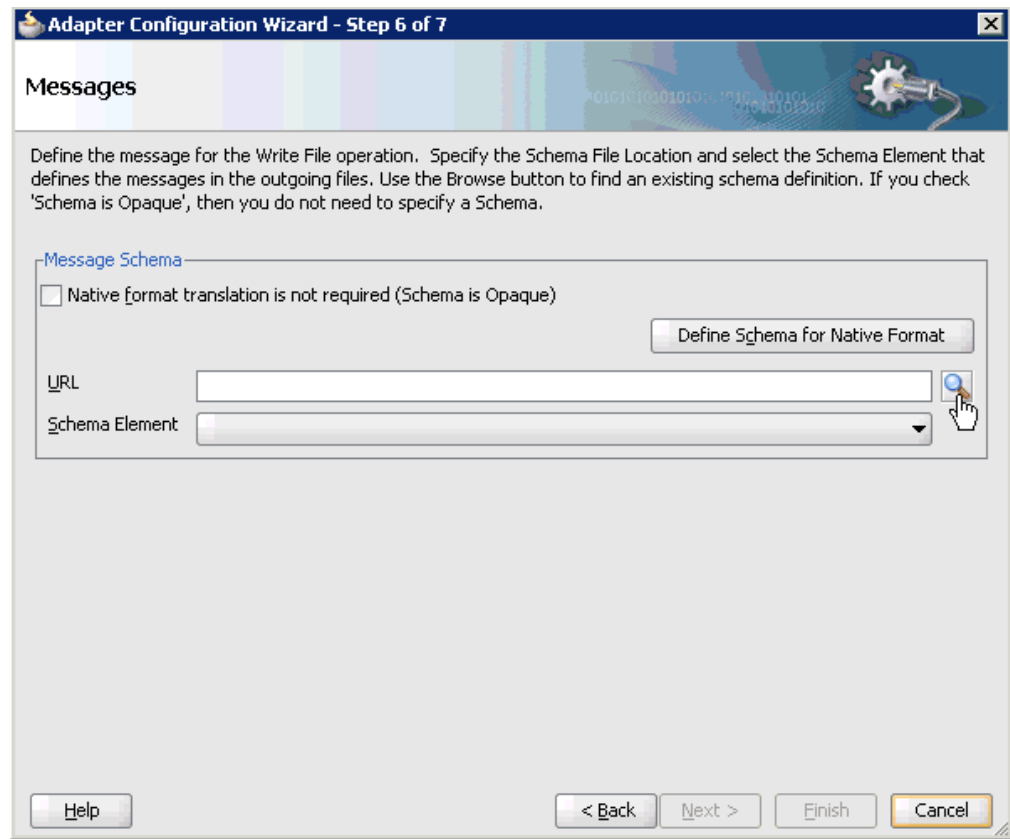 Adapter Configuration Wizard - Step 6 of 7
Messages
Define the message for the Write File operation.  Specify the Schema File Location and select the Schema Element that
defines the messages in the outgoing files. Use the Browse button to find an existing schema definition. If you check
'Schema is Opaque', then you do not need to specify a Schema.
Message Schema
Native format translation is not required (Schema is Opaque)
Define Schema for Native Format
URL
Schema Element
Help
< Back
Next >
Finish
Cancel